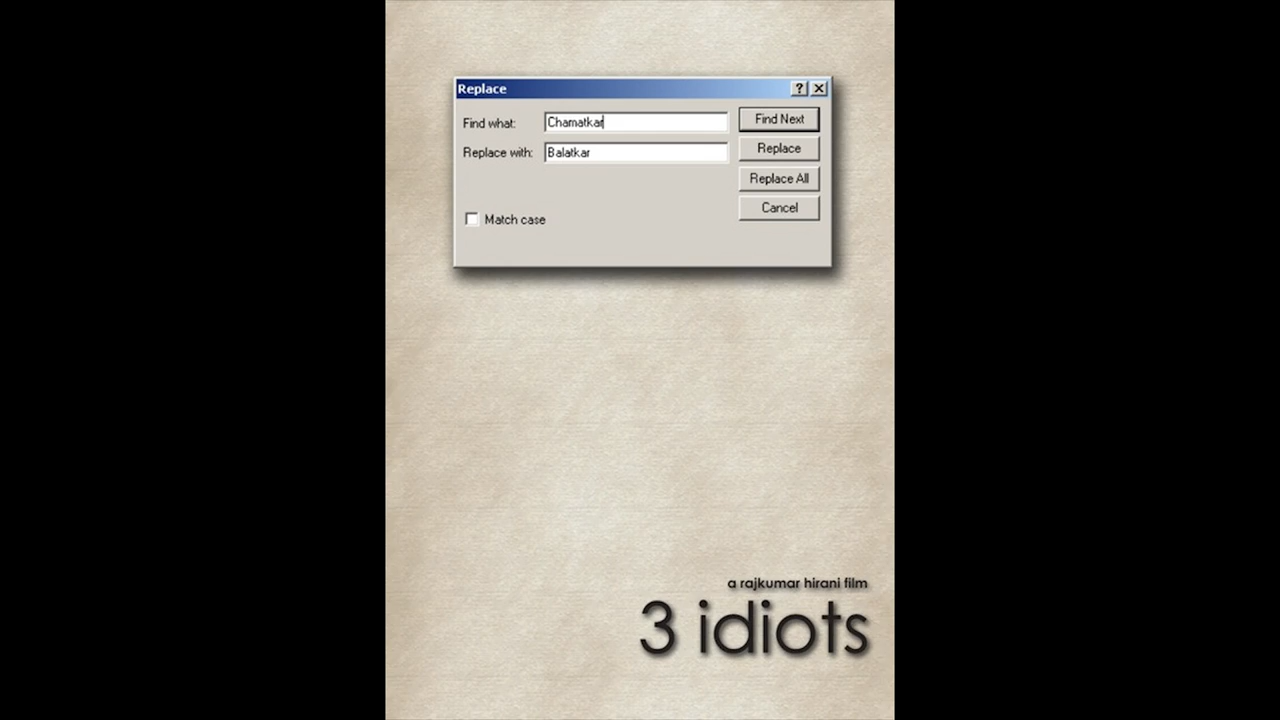 Replace
Find what: Chamatkar
Find Next
Replace with: Balatkar
Replace
Replace All
Match case
Cancel
a rajkumar hirani film
3 idiots